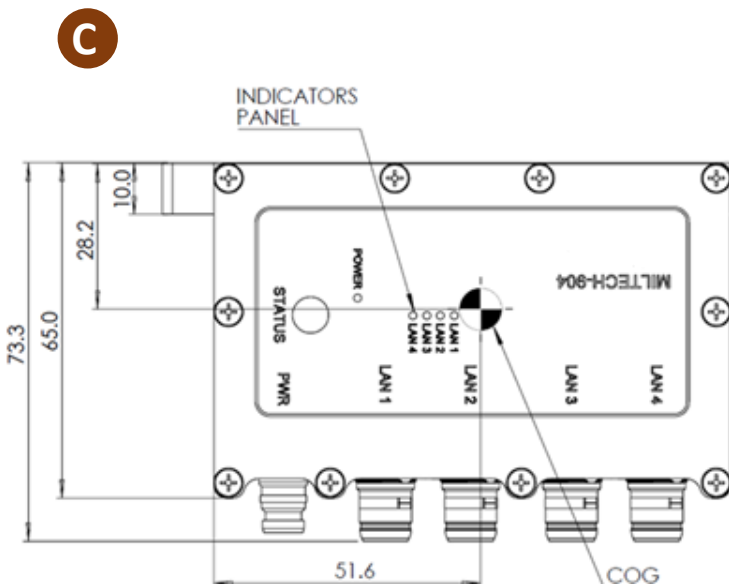 C
INDICATORS
PANEL
10.0
28.2
65.0
73.3
POWER
MILTECH-904
STATUS
LAN 4
LAN 3
LAN 2
LAN 1
PWR
LAN 1
LAN 2
LAN 3
LAN 4
51.6
COG